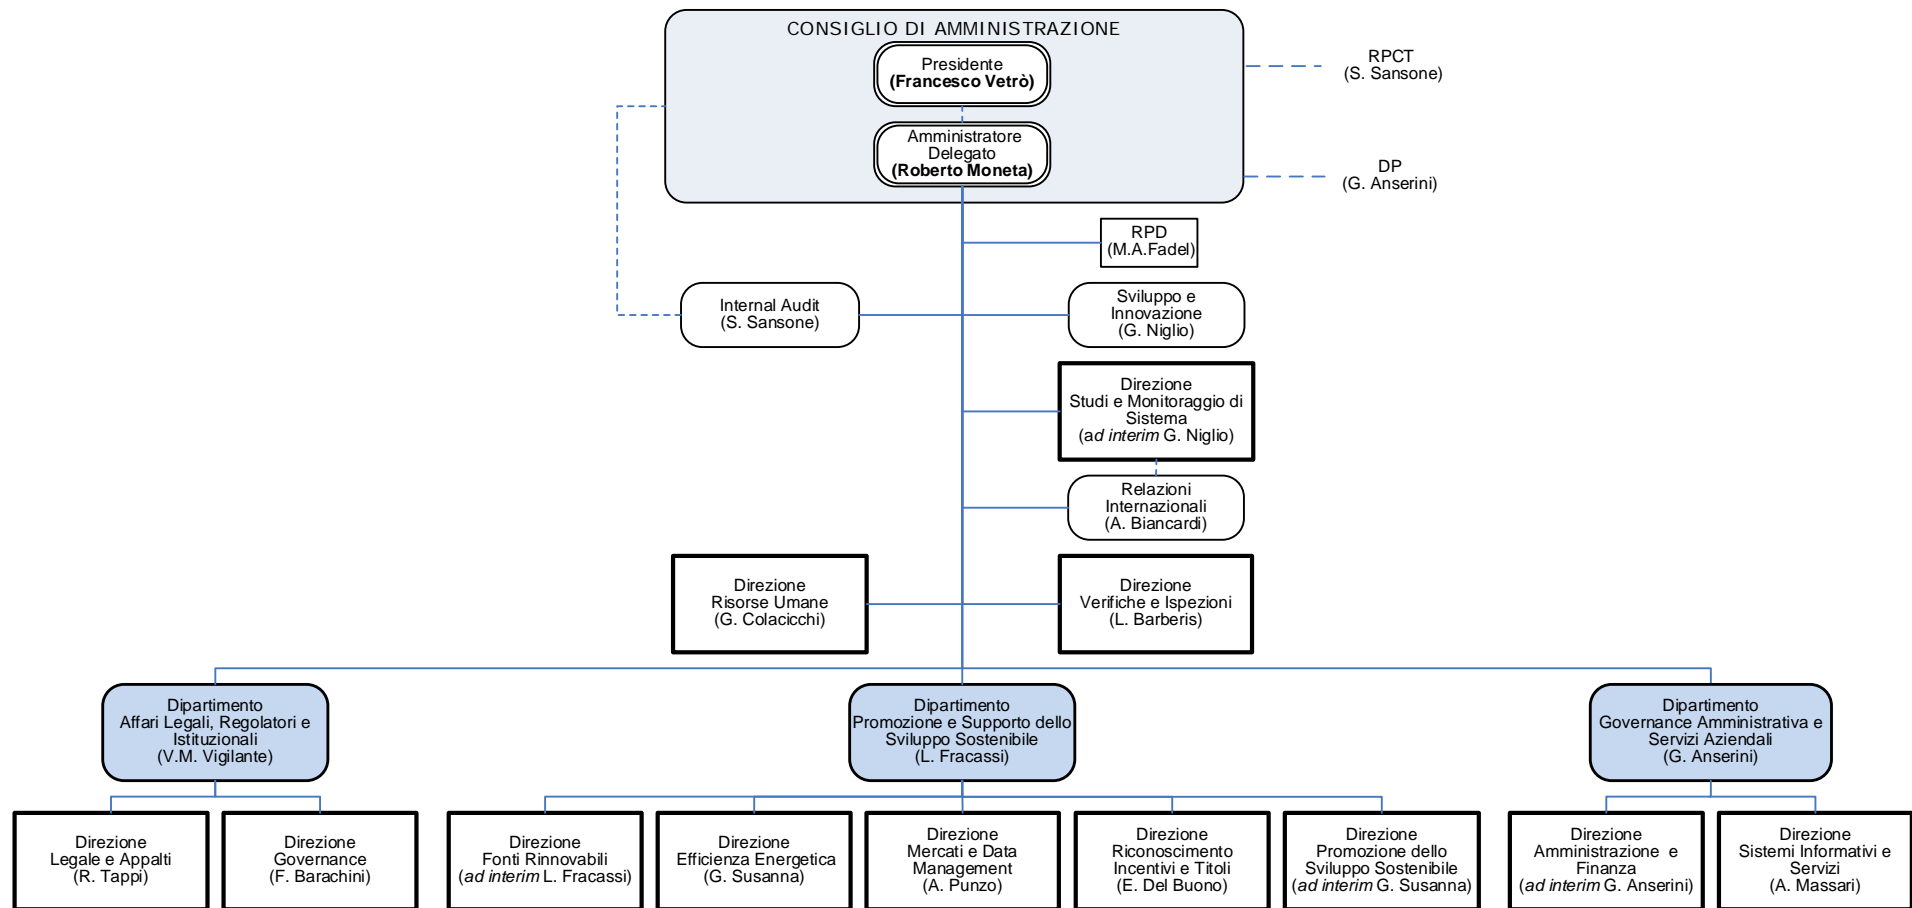 CONSIGLIO DI AMMINISTRAZIONE
Presidente
(Francesco Vetrò)
Amministratore
Delegato
(Roberto Moneta)
RPCT
(S. Sansone)
DP
(G. Anserini)
RPD
(M.A.Fadel)
Internal Audit
(S. Sansone)
Sviluppo e
Innovazione
(G. Niglio)
Direzione
Studi e Monitoraggio di
Sistema
(ad interim G. Niglio)
Relazioni
Internazionali
(A. Biancardi)
Direzione
Risorse Umane
(G. Colacicchi)
Direzione
Verifiche e Ispezioni
(L. Barberis)
Dipartimento
Affari Legali, Regolatori e
Istituzionali
(V.M. Vigilante)
Dipartimento
Promozione e Supporto dello
Sviluppo Sostenibile
(L. Fracassi)
Dipartimento
Governance Amministrativa e
Servizi Aziendali
(G. Anserini)
Direzione
Legale e Appalti
(R. Tappi)
Direzione
Governance
(F. Barachini)
Direzione
Fonti Rinnovabili
(ad interim L. Fracassi)
Direzione
Efficienza Energetica
(G. Susanna)
Direzione
Mercati e Data
Management
(A. Punzo)
Direzione
Riconoscimento
Incentivi e Titoli
(E. Del Buono)
Direzione
Promozione dello
Sviluppo Sostenibile
(ad interim G. Susanna)
Direzione
Amministrazione e
Finanza
(ad interim G. Anserini)
Direzione
Sistemi Informativi e
Servizi
(A. Massari)